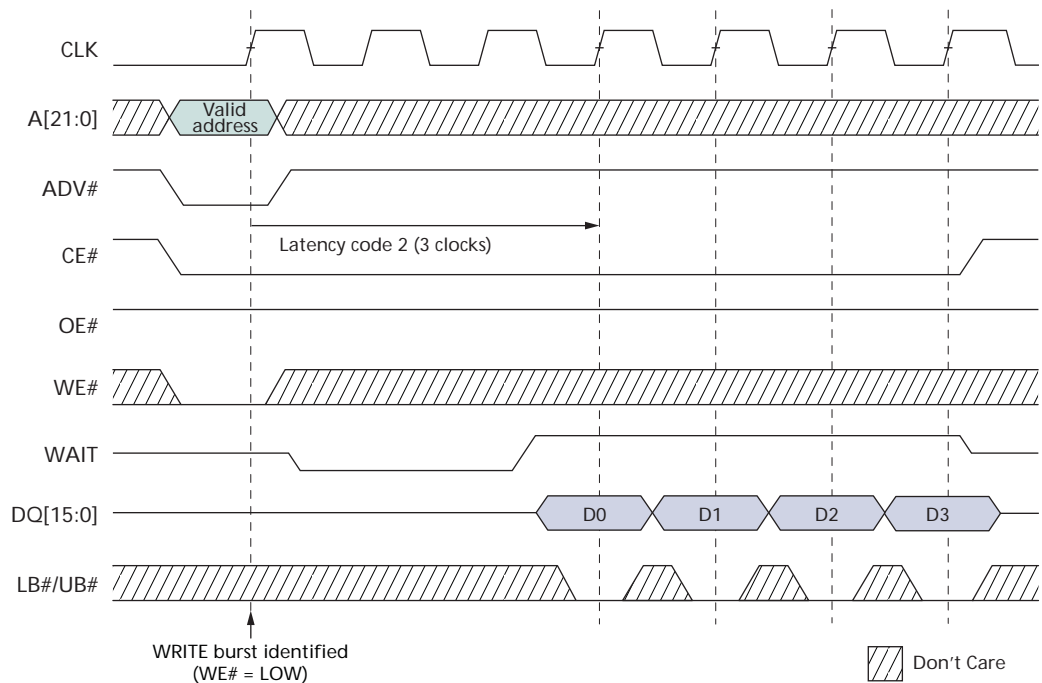 CLK
A[21:0]
Valid
address
ADV#
Latency code 2 (3 clocks)
CE#
OE#
WE#
WAIT
DQ[15:0]
D0
D1
D2
D3
LB#/UB#
WRITE burst identified
(WE# = LOW)
Don't Care